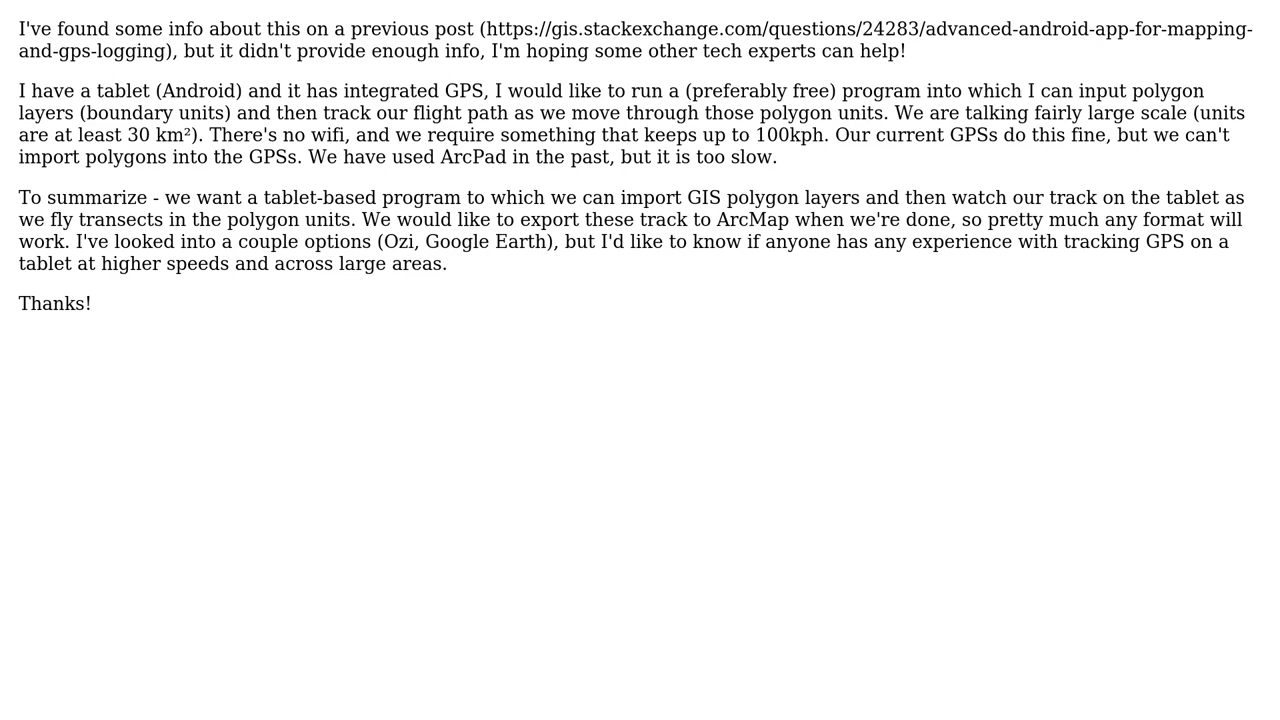 I've found some info about this on a previous post (https://gis.stackexchange.com/questions/24283/advanced-android-app-for-mapping-
and-gps-logging), but it didn't provide enough info, I'm hoping some other tech experts can help!
I have a tablet (Android) and it has integrated GPS, I would like to run a (preferably free) program into which I can input polygon
layers (boundary units) and then track our flight path as we move through those polygon units. We are talking fairly large scale (units
are at least 30 km²). There's no wifi, and we require something that keeps up to 100kph. Our current GPSs do this fine, but we can't
import polygons into the GPSs. We have used ArcPad in the past, but it is too slow.
To summarize - we want a tablet-based program to which we can import GIS polygon layers and then watch our track on the tablet as
we fly transects in the polygon units. We would like to export these track to ArcMap when we're done, so pretty much any format will
work. I've looked into a couple options (Ozi, Google Earth), but I'd like to know if anyone has any experience with tracking GPS on a
tablet at higher speeds and across large areas.
Thanks!